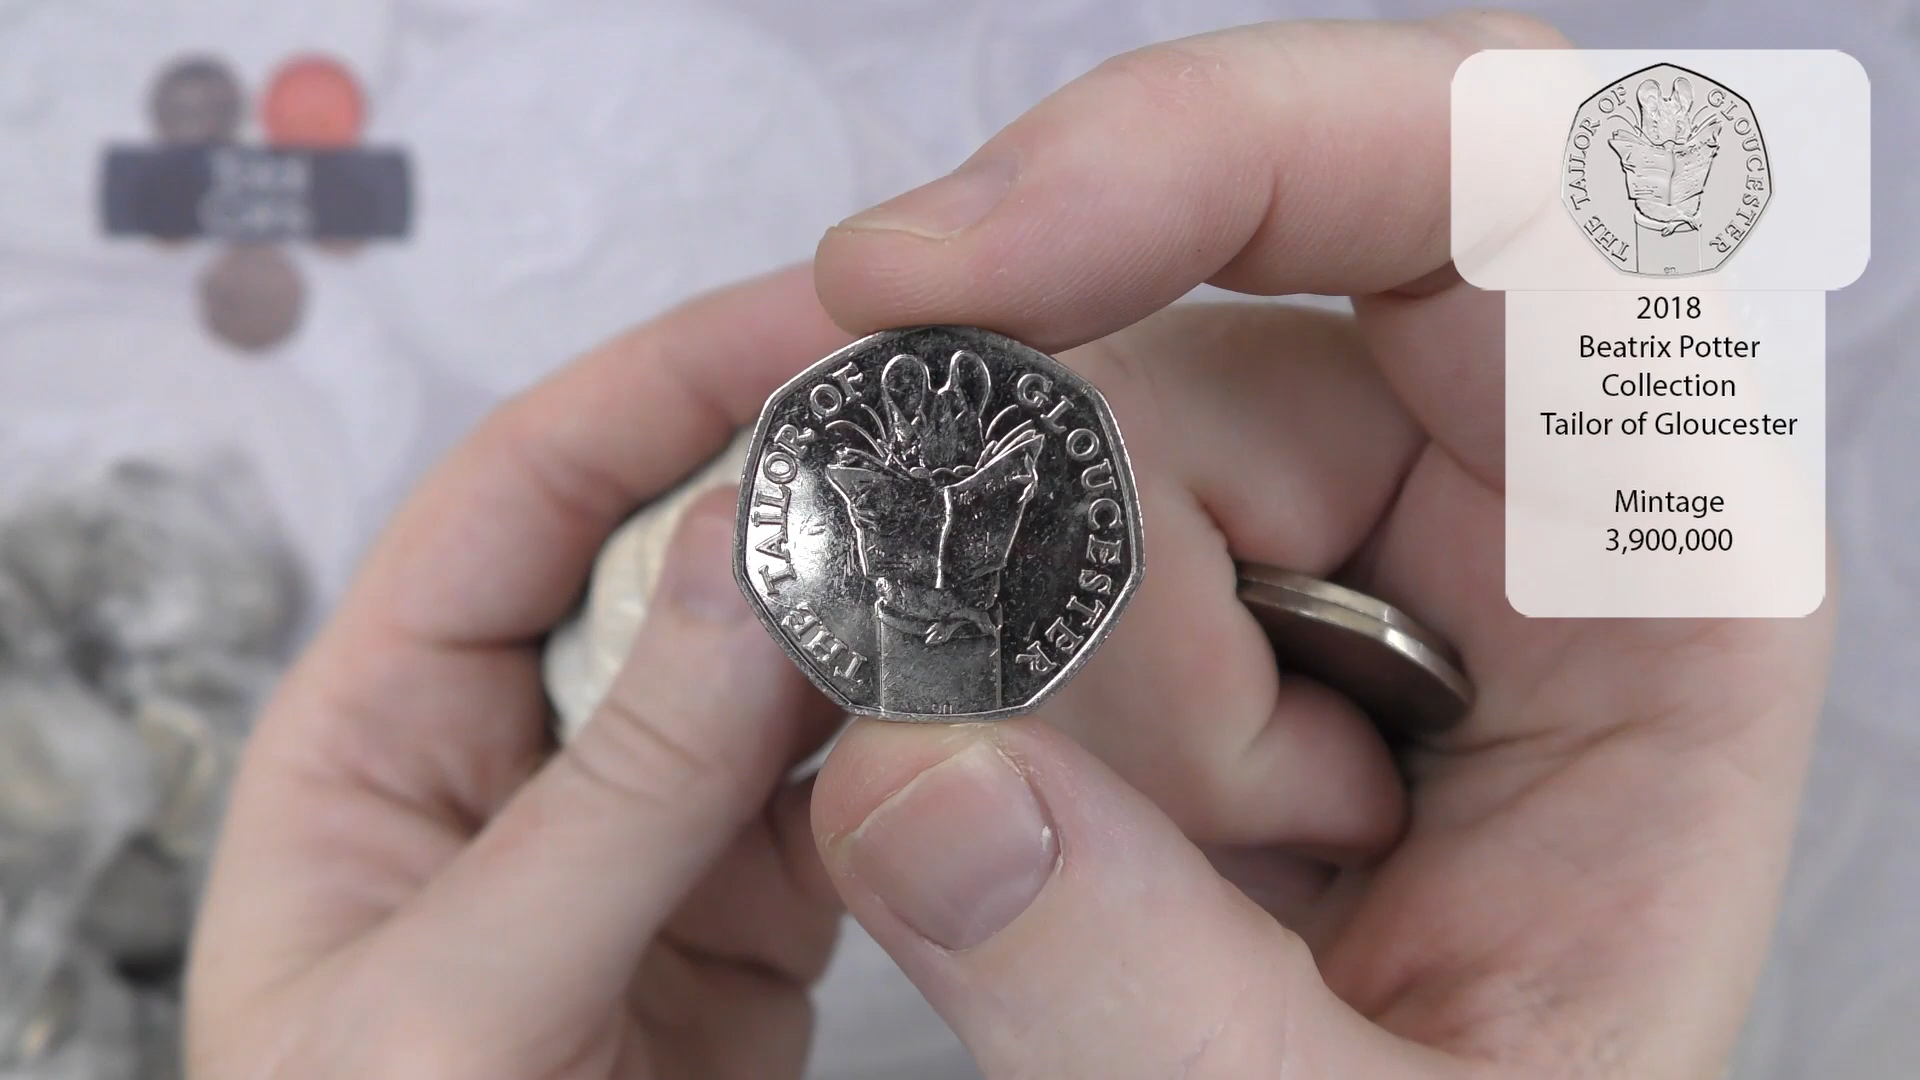 THE TAILOR OF GLOUCESTER
THE TAILOR OF GLOUCESTER
2018
Beatrix Potter
Collection
Tailor of Gloucester
Mintage
3,900,000